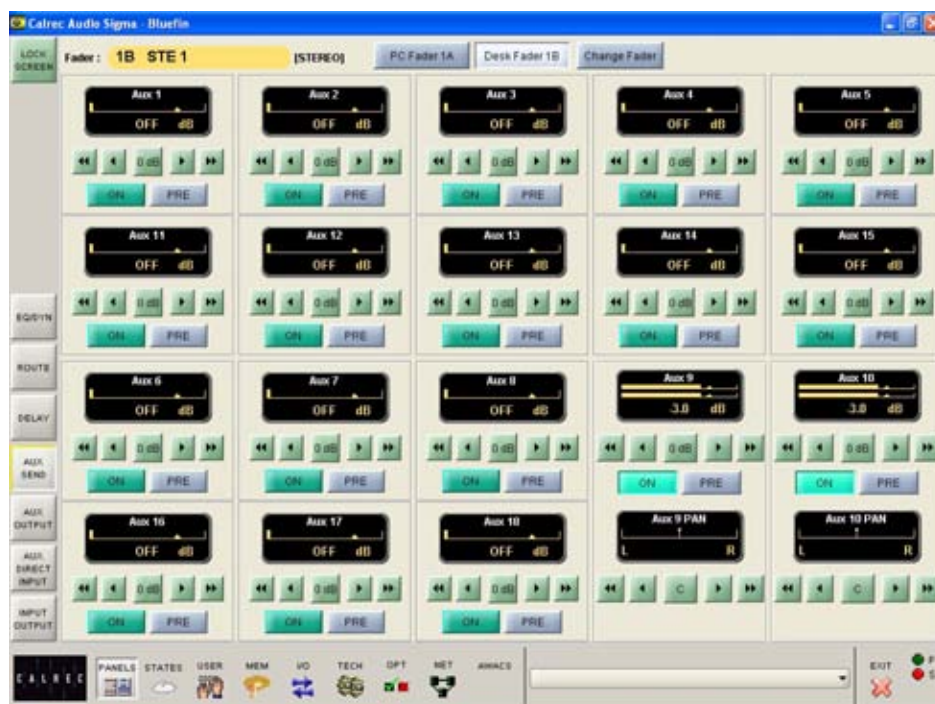 Calrec Audio Sigma - Bluefin
LOCK SCREEN
Fader : 1B STE 1 [STEREO] PC Fader 1A Desk Fader 1B Change Fader
Aux 1 Aux 2 Aux 3 Aux 4 Aux 5
OFF dB OFF dB OFF dB OFF dB OFF dB
0 dB 0 dB 0 dB 0 dB 0 dB
ON PRE ON PRE ON PRE ON PRE ON PRE
Aux 11 Aux 12 Aux 13 Aux 14 Aux 15
OFF dB OFF dB OFF dB OFF dB OFF dB
EQ/DYN
0 dB 0 dB 0 dB 0 dB 0 dB
ON PRE ON PRE ON PRE ON PRE ON PRE
ROUTE
Aux 6 Aux 7 Aux 8 Aux 9 Aux 10
DELAY
OFF dB OFF dB OFF dB -3.0 dB -3.0 dB
0 dB 0 dB 0 dB 0 dB 0 dB
AUX SEND
ON PRE ON PRE ON PRE ON PRE ON PRE
AUX OUTPUT
Aux 16 Aux 17 Aux 18 Aux 9 PAN Aux 10 PAN
OFF dB OFF dB OFF dB L R L R
AUX DIRECT INPUT
0 dB 0 dB 0 dB C C
INPUT OUTPUT
ON PRE ON PRE ON PRE
CALREC PANELS STATES USER MEM I/O TECH OPT NET AWACS EXIT P
S